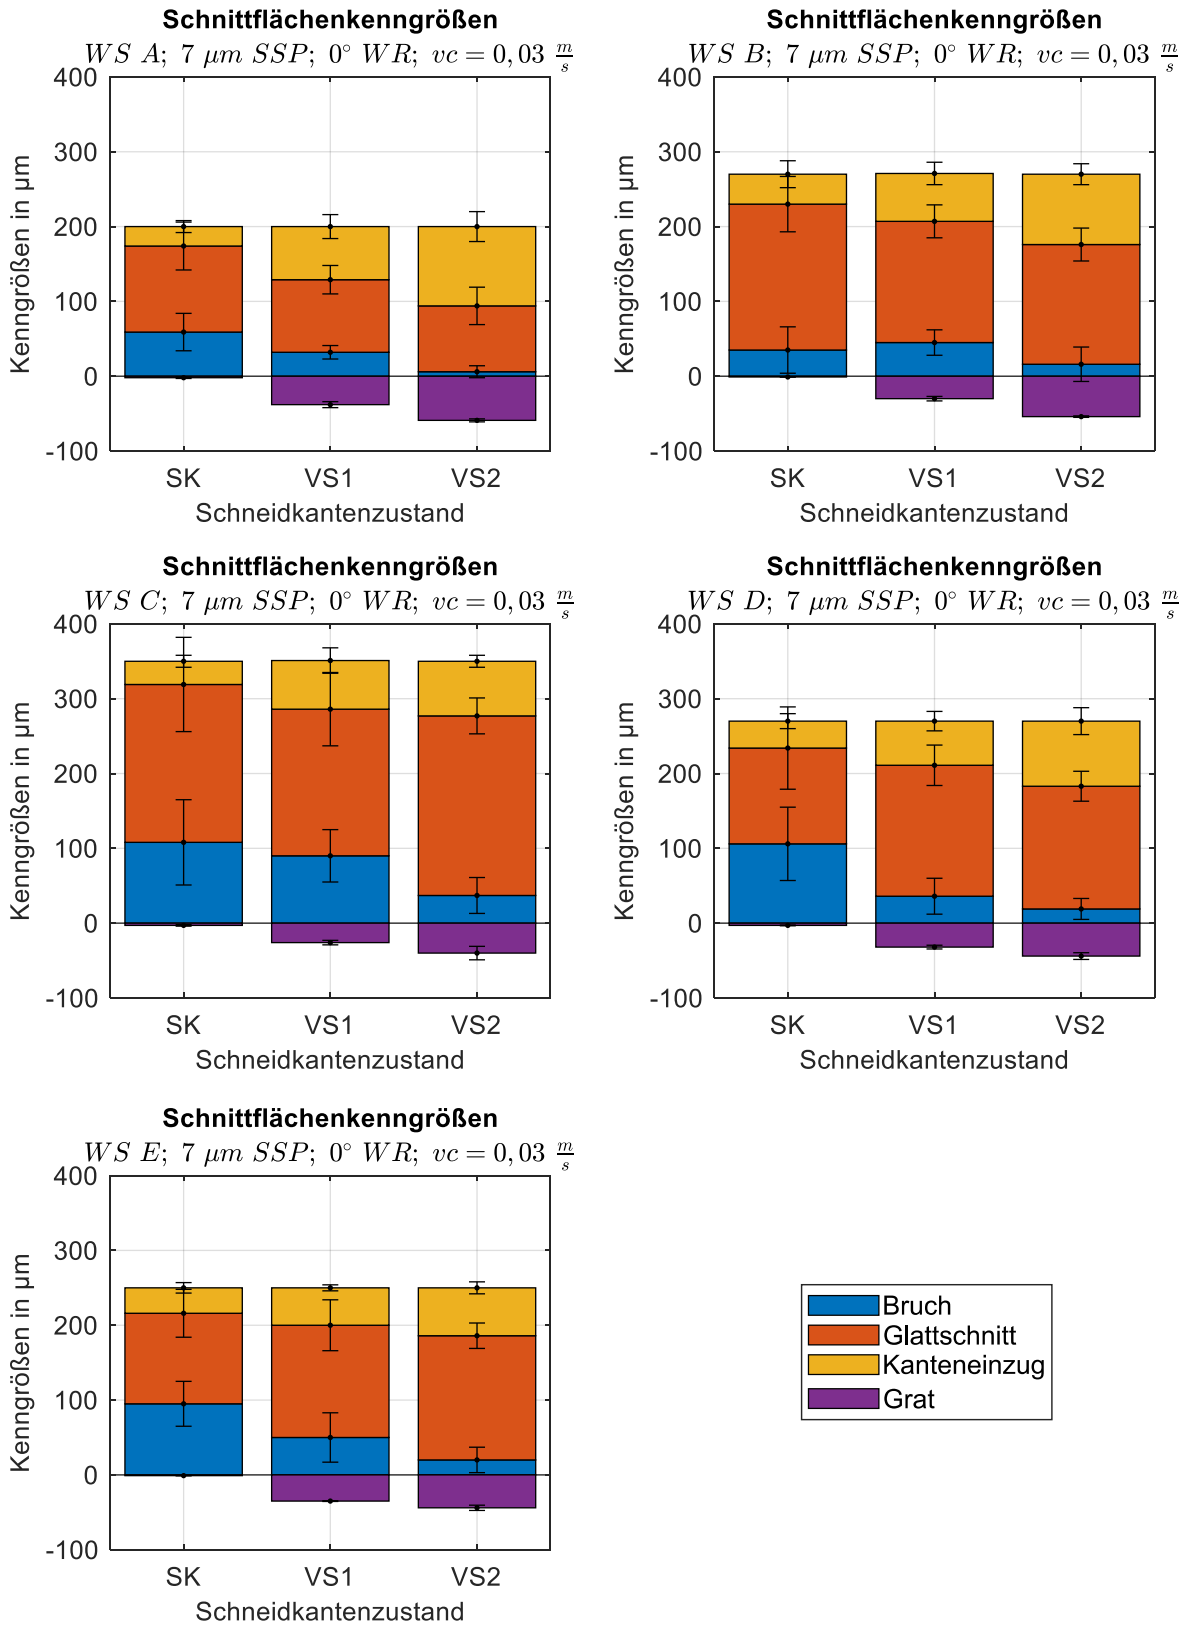 Schnittflächenkenngrößen
WS A; 7 μm SSP; 0° WR; vc = 0,03 m/s
400
300
200
100
0
-100
Kenngrößen in µm
SK VS1 VS2
Schneidkantenzustand
Schnittflächenkenngrößen
WS B; 7 μm SSP; 0° WR; vc = 0,03 m/s
400
300
200
100
0
-100
Kenngrößen in µm
SK VS1 VS2
Schneidkantenzustand
Schnittflächenkenngrößen
WS C; 7 μm SSP; 0° WR; vc = 0,03 m/s
400
300
200
100
0
-100
Kenngrößen in µm
SK VS1 VS2
Schneidkantenzustand
Schnittflächenkenngrößen
WS D; 7 μm SSP; 0° WR; vc = 0,03 m/s
400
300
200
100
0
-100
Kenngrößen in µm
SK VS1 VS2
Schneidkantenzustand
Schnittflächenkenngrößen
WS E; 7 μm SSP; 0° WR; vc = 0,03 m/s
400
300
200
100
0
-100
Kenngrößen in µm
SK VS1 VS2
Schneidkantenzustand
Bruch
Glattschnitt
Kanteneinzug
Grat